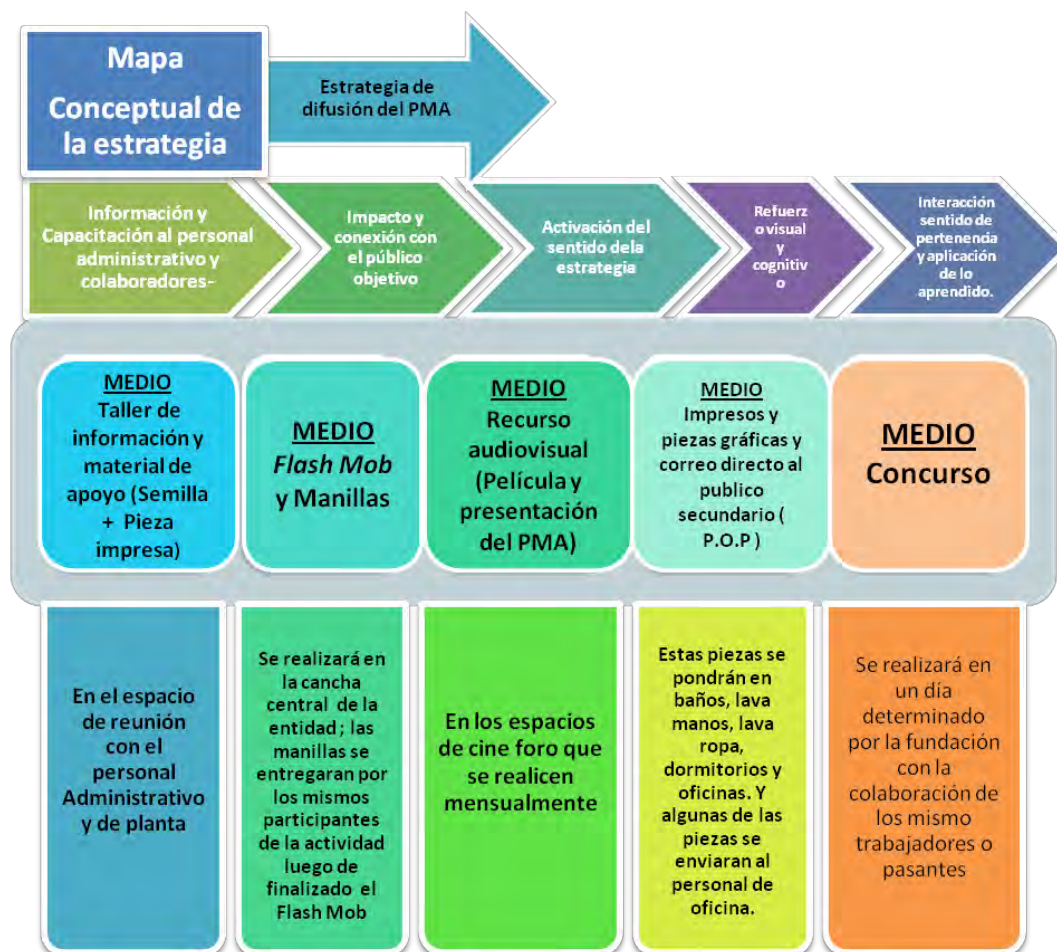 Mapa
Conceptual de
la estrategia
Estrategia de
difusión del PMA
Información y
Capacitación al personal
administrativo y
colaboradores-
Impacto y
conexión con
el público
objetivo
Activación del
sentido dela
estrategia
Refuerz
o visual
y
cognitiv
o
Interacción
sentido de
pertenencia
y aplicación
de lo
aprendido.
MEDIO
Taller de
información y
material de
apoyo (Semilla
+ Pieza
impresa)
MEDIO
Flash Mob
y Manillas
MEDIO
Recurso
audiovisual
(Película y
presentación
del PMA)
MEDIO
Impresos y
piezas gráficas y
correo directo al
publico
secundario (
P.O.P )
MEDIO
Concurso
En el espacio
de reunión
con el
personal
Administrativo
y de planta
Se realizará en
la cancha
central de la
entidad ; las
manillas se
entregaran por
los mismos
participantes
de la actividad
luego de
finalizado el
Flash Mob
En los espacios
de cine foro que
se realicen
mensualmente
Estas piezas se
pondrán en
baños, lava
manos, lava
ropa,
dormitorios y
oficinas. Y
algunas de las
piezas se
enviaran al
personal de
oficina.
Se realizará en
un día
determinado
por la fundación
con la
colaboración de
los mismo
trabajadores o
pasantes